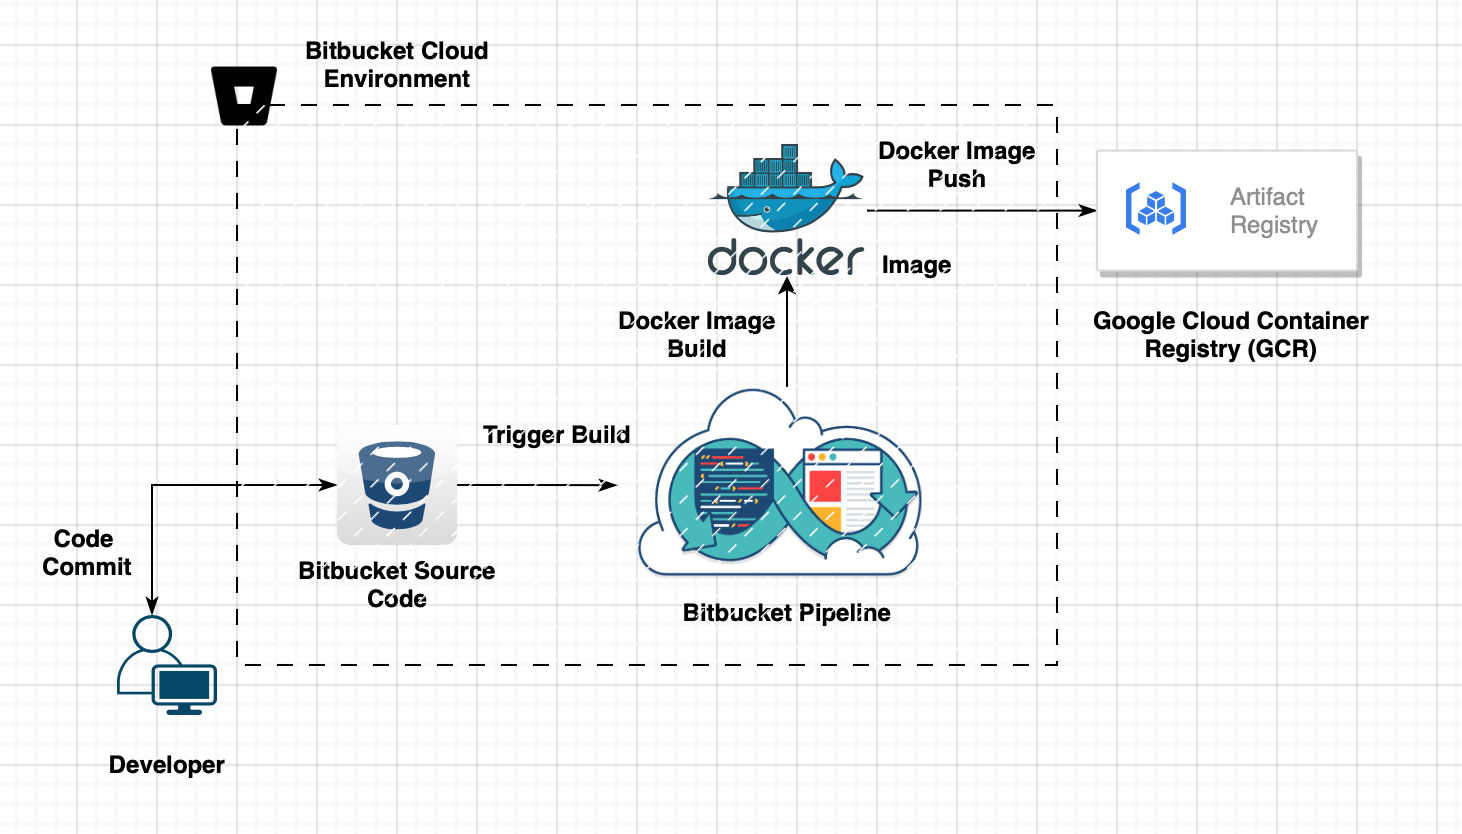 Bitbucket Cloud
Environment
Docker Image
Push
Artifact
Registry
docker
Image
Docker Image
Build
Google Cloud Container
Registry (GCR)
Trigger Build
Code
Commit
Bitbucket Source
Code
Bitbucket Pipeline
Developer